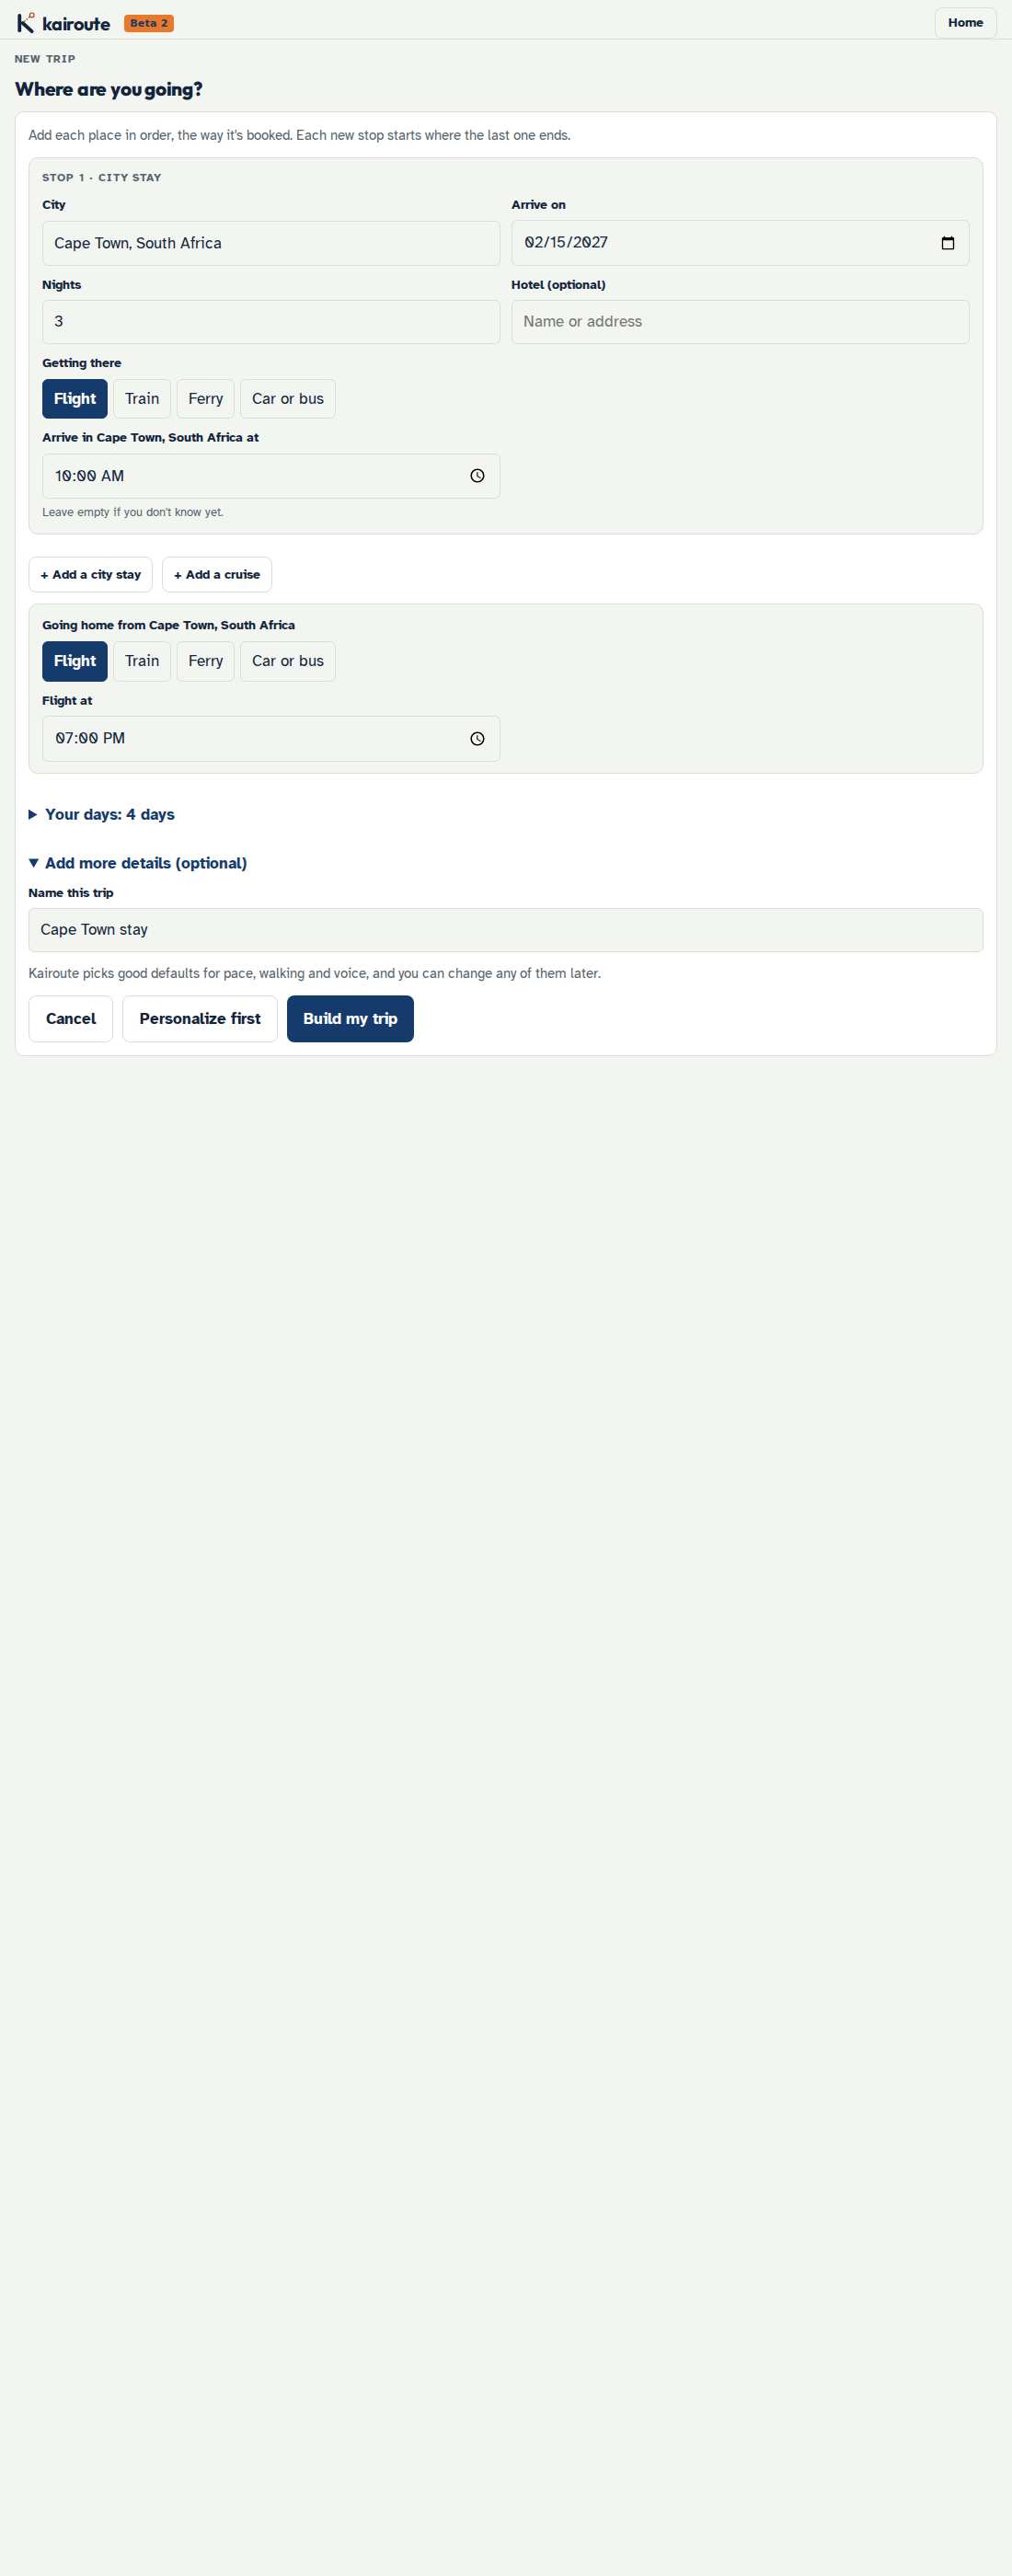 kairoute Beta 2 Home
NEW TRIP
Where are you going?
Add each place in order, the way it's booked. Each new stop starts where the last one ends.
STOP 1 · CITY STAY
City Arrive on
Cape Town, South Africa 02/15/2027
Nights Hotel (optional)
3 Name or address
Getting there
Flight Train Ferry Car or bus
Arrive in Cape Town, South Africa at
10:00 AM
Leave empty if you don't know yet.
+ Add a city stay + Add a cruise
Going home from Cape Town, South Africa
Flight Train Ferry Car or bus
Flight at
07:00 PM
Your days: 4 days
Add more details (optional)
Name this trip
Cape Town stay
Kairoute picks good defaults for pace, walking and voice, and you can change any of them later.
Cancel Personalize first Build my trip